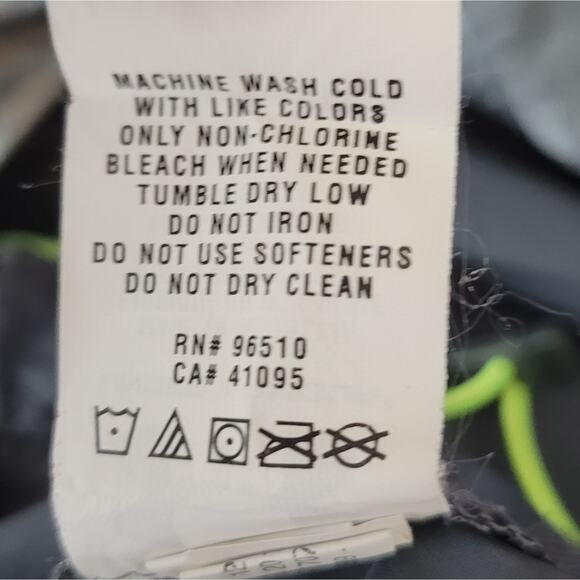 MACHINE WASH COLD
WITH LIKE COLORS
ONLY NON-CHLORINE
BLEACH WHEN NEEDED
TUMBLE DRY LOW
DO NOT IRON
DO NOT USE SOFTENERS
DO NOT DRY CLEAN
RN# 96510
CA# 41095